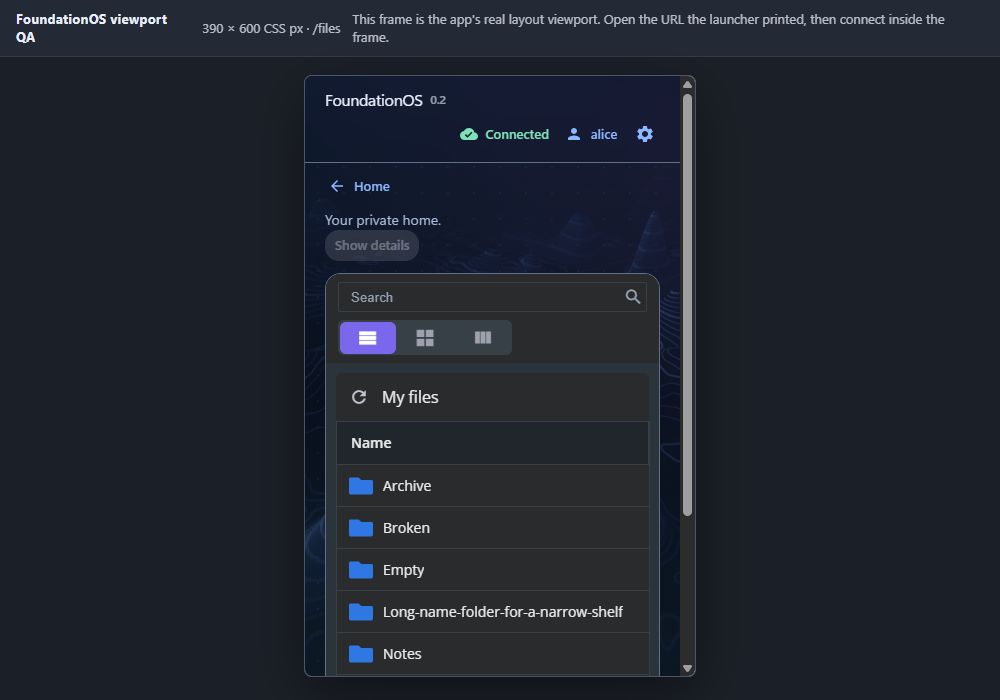 FoundationOS viewport QA
390 × 600 CSS px · /files
This frame is the app's real layout viewport. Open the URL the launcher printed, then connect inside the frame.
FoundationOS 0.2
Connected alice
Home
Your private home.
Show details
Search
My files
Name
Archive
Broken
Empty
Long-name-folder-for-a-narrow-shelf
Notes